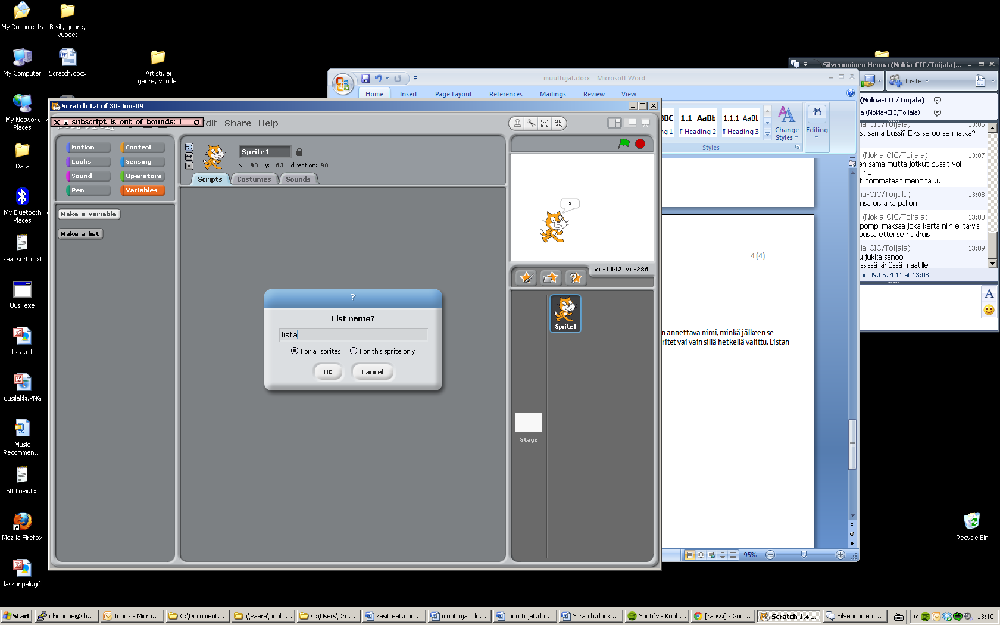 My Documents
Biisit, genre,
vuodet
My Computer
Scratch.docx
Artisti, ei
genre, vuodet
My Network
Places
Data
My Bluetooth
Places
xaa_sortti.txt
Uusi.exe
lista.gif
uusilakki.PNG
Music
Recommen...
500 rivii.txt
Mozilla Firefox
laskuripeli.gif
Recycle Bin
Scratch 1.4 of 30-Jun-09
subscript is out of bounds: 1
Share Help
Motion
Control
Looks
Sensing
Sound
Operators
Pen
Variables
Make a variable
Make a list
Sprite1
x: -93 y: -63 direction: 90
Scripts
Costumes
Sounds
3
x: -1142 y: -286
Sprite1
Stage
?
List name?
lista
For all sprites
For this sprite only
OK
Cancel
muuttujat.docx - Microsoft Word
Home
Insert
Page Layout
References
Mailings
Review
View
1.1 AaBb
1.1.1 AaBb
¶ Heading 2
¶ Heading 3
Change
Styles
Editing
Styles
4 (4)
n annettava nimi, minkä jälkeen se
ritet vai vain sillä hetkellä valittu. Listan
95%
Silvennoinen Henna (Nokia-CIC/Toijala)...
Invite
(Nokia-CIC/Toijala)
(Nokia-CIC/Toijala)
13:06
st sama bussi? Eiks se oo se matka?
(Nokia-CIC/Toijala) 13:07
en sama mutta jotkut bussit voi
jne
t hommataan menopaluu
ia-CIC/Toijala) 13:08
nsa ois aika paljon
(Nokia-CIC/Toijala) 13:08
pompi maksaa joka kerta niin ei tarvis
busta ettei se hukkuis
ia-CIC/Toijala) 13:09
u jukka sanoo
essissä lähössä maatille
on 09.05.2011 at 13:08.
A
Start
nkinnune@sh...
Inbox - Micro...
C:\Document...
\\vaara\public...
C:\Users\Dro...
käsitteet.doc...
muuttujat.do...
muuttujat.do...
Scratch.docx ...
Spotify - Kubb...
[ranssi] - Goo...
Scratch 1.4 ...
Silvennoinen ...
13:10